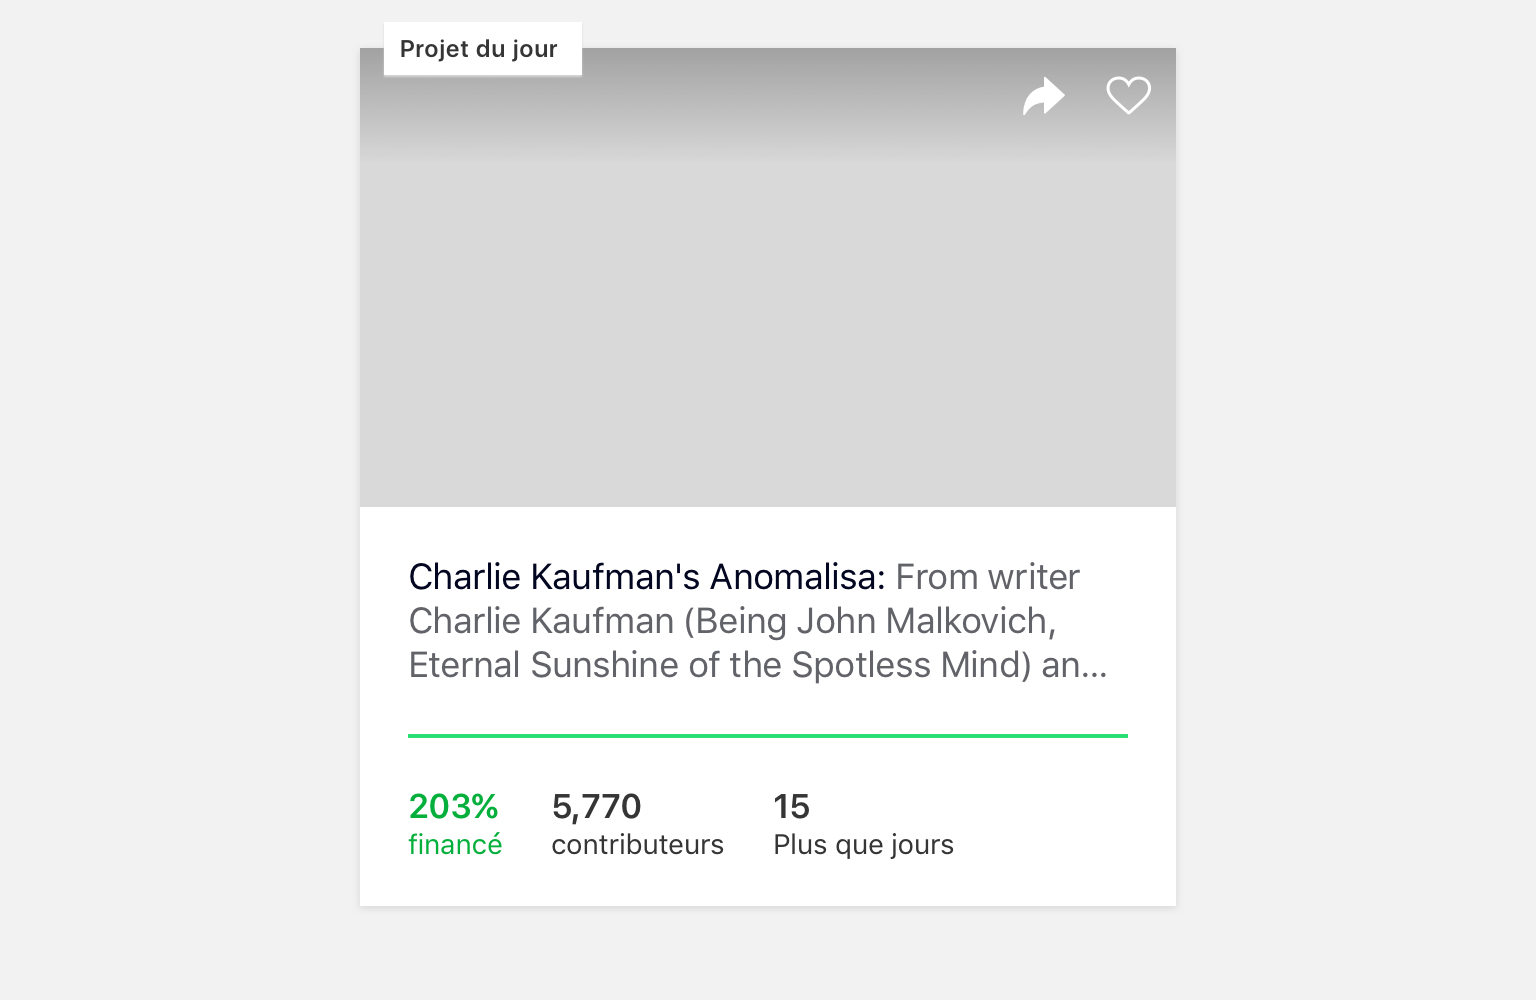 Projet du jour
Charlie Kaufman's Anomalisa: From writer
Charlie Kaufman (Being John Malkovich,
Eternal Sunshine of the Spotless Mind) an...
203% 5,770 15
financé contributeurs Plus que jours